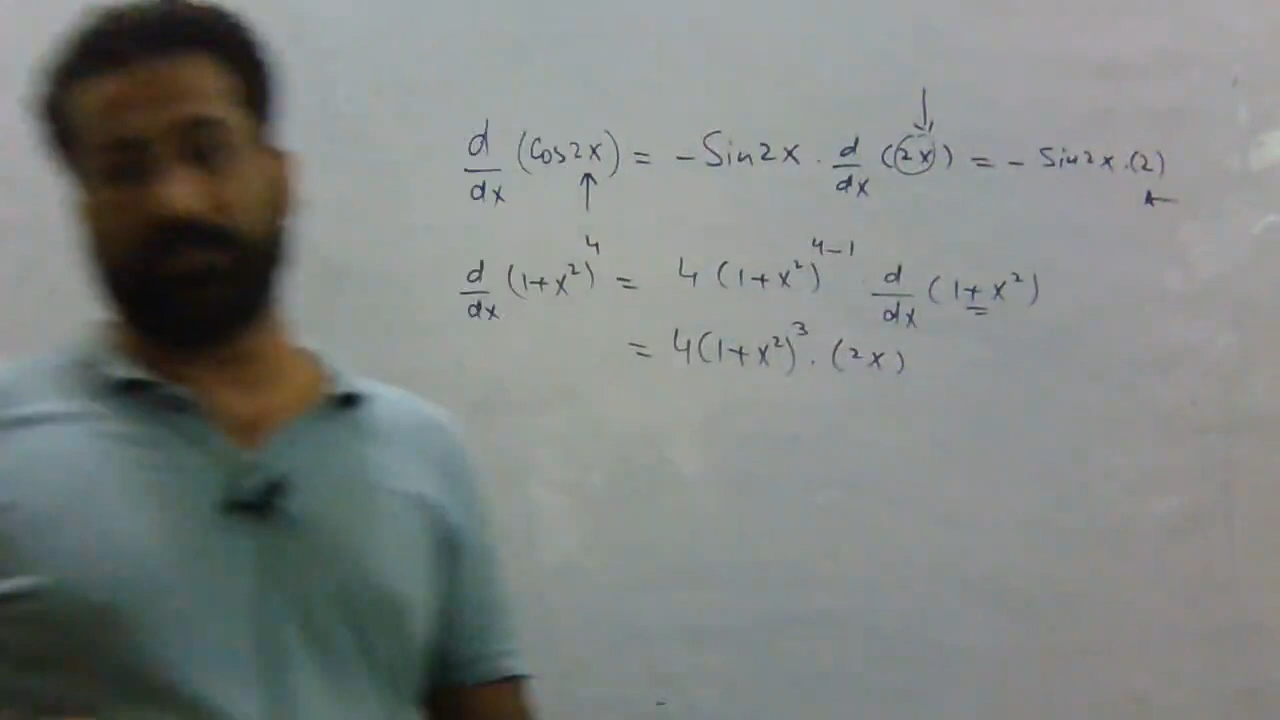 d/dx (Cos2x) = - Sin2x . d/dx (2x) = - Sin2x . (2)
d/dx (1+x²)⁴ = 4 (1+x²)⁴⁻¹ d/dx (1+x²)
= 4(1+x²)³ . (2x)